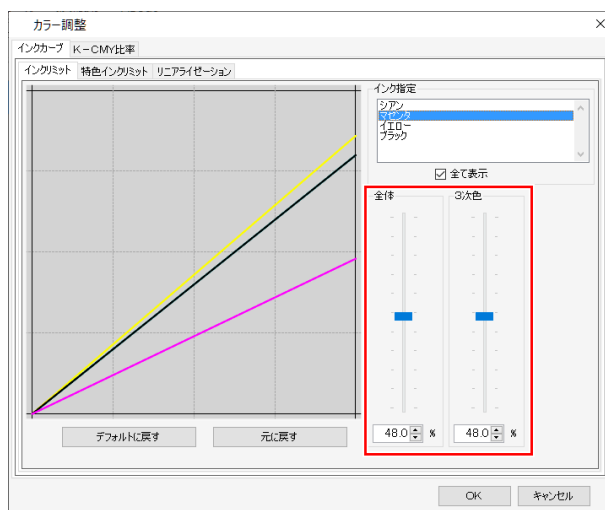 カラー調整
インクカーブ K－CMY比率
インクリミット 特色インクリミット リニアライゼーション
インク指定
シアン
マゼンタ
イエロー
ブラック
全て表示
全体 3次色
48.0 % 48.0 %
デフォルトに戻す 元に戻す
OK キャンセル